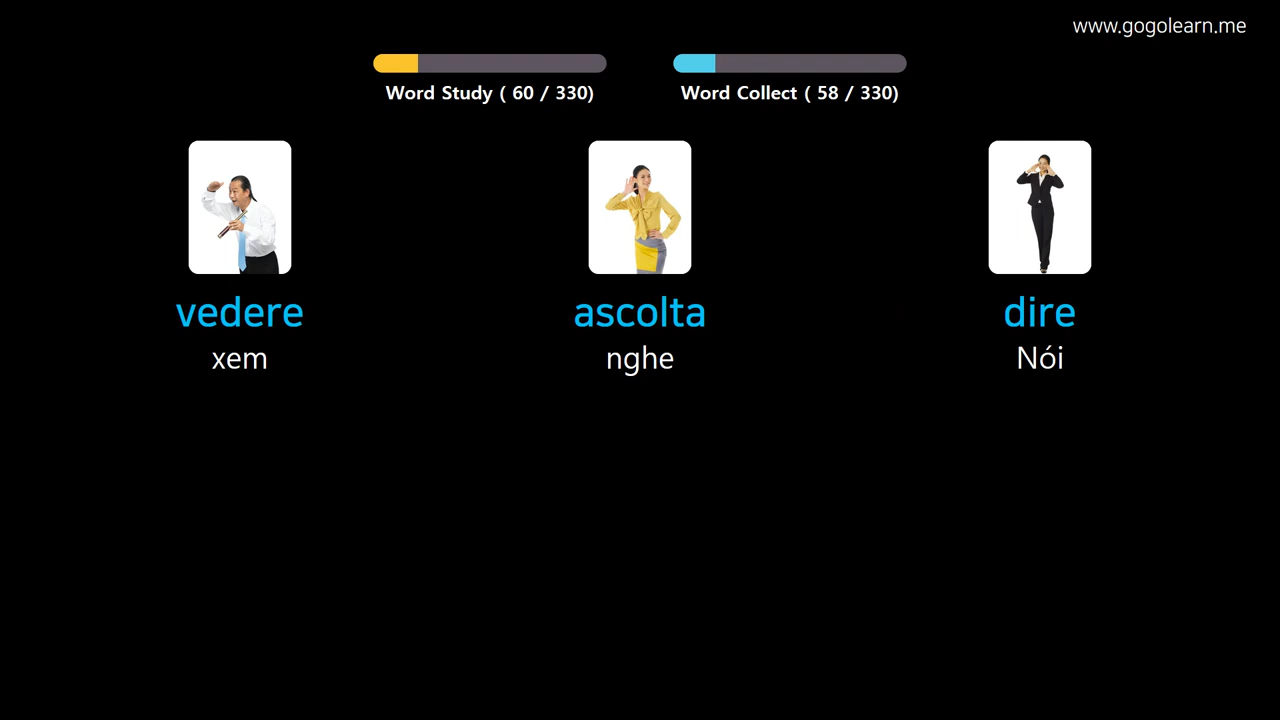 www.gogolearn.me
Word Study ( 60 / 330)
Word Collect ( 58 / 330)
vedere
ascolta
dire
xem
nghe
Nói